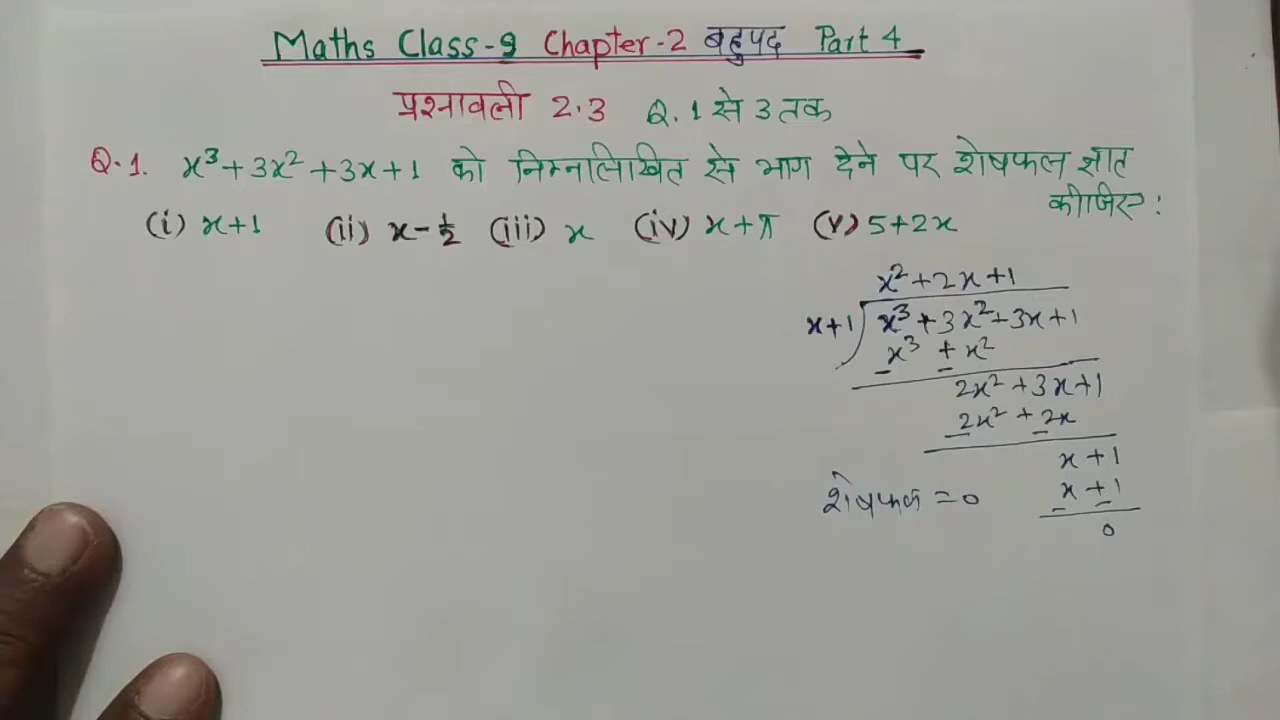 Maths Class-9 Chapter-2 बहुपद Part 4
प्रश्नावली 2.3 Q.1 से 3 तक
Q.1. x³+3x²+3x+1 को निम्नलिखित से भाग देने पर शेषफल ज्ञात
कीजिए:
(i) x+1 (ii) x-½ (iii) x (iv) x+π (v) 5+2x
x²+2x+1
x+1 x³+3x²+3x+1
x³+x²
- -
2x²+3x+1
2x²+2x
- -
x+1
शेषफल=0 x+1
- -
0